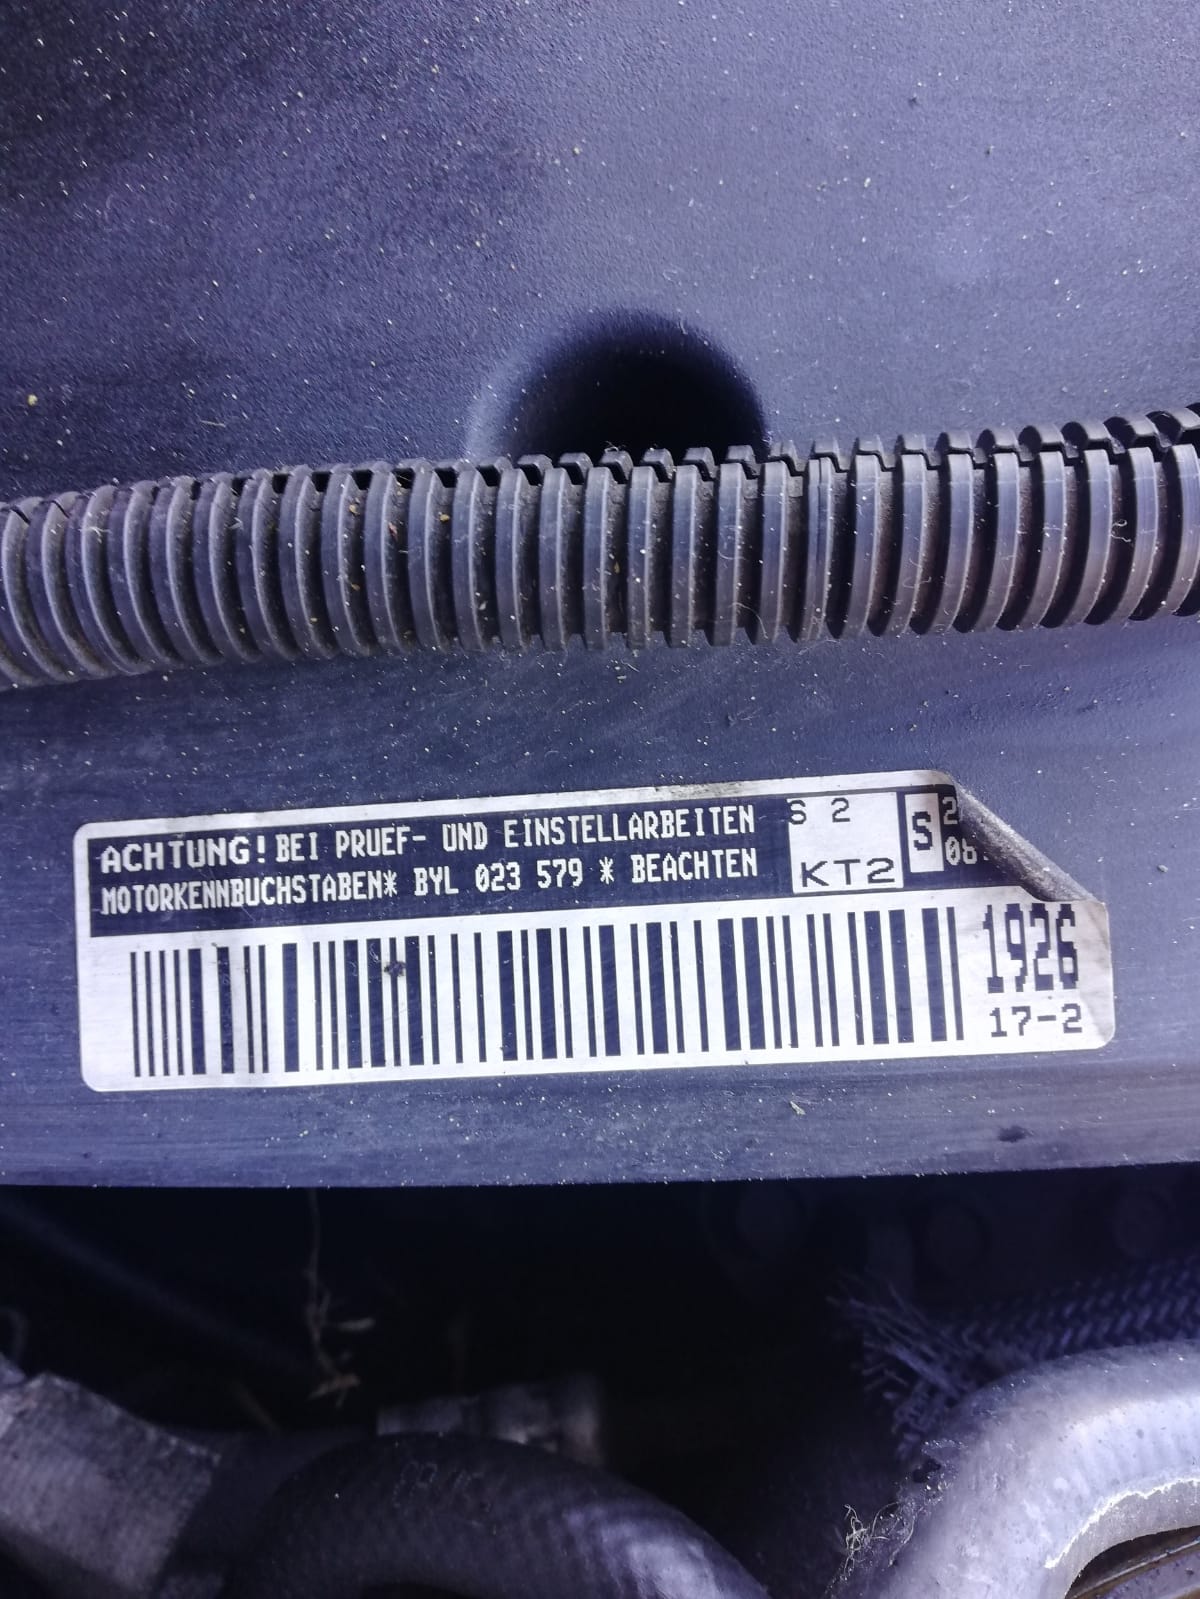 ACHTUNG! BEI PRUEF- UND EINSTELLARBEITEN
MOTORKENNBUCHSTABEN* BYL 023 579 * BEACHTEN
S 2
KT2
S
1926
17-2